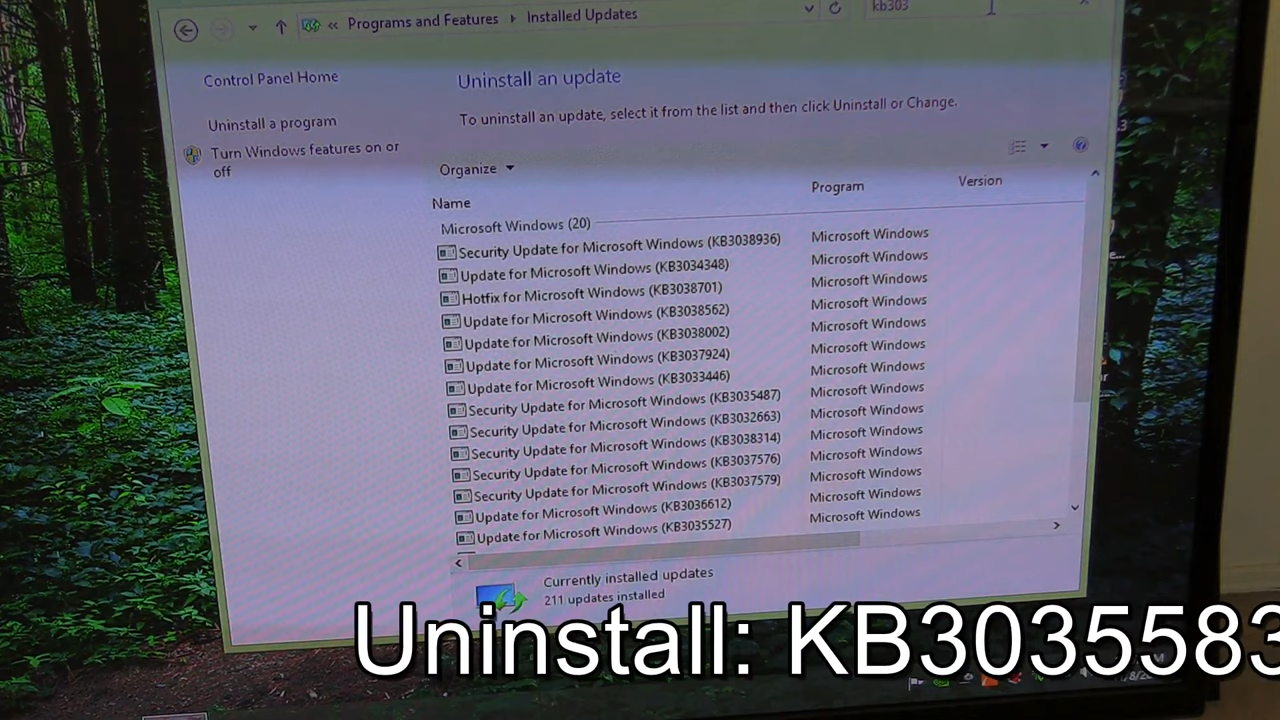 « Programs and Features Installed Updates
kb303
Control Panel Home
Uninstall a program
Turn Windows features on or
off
Uninstall an update
To uninstall an update, select it from the list and then click Uninstall or Change.
Organize
Name Program Version
Microsoft Windows (20)
Security Update for Microsoft Windows (KB3038936) Microsoft Windows
Update for Microsoft Windows (KB3034348) Microsoft Windows
Hotfix for Microsoft Windows (KB3038701) Microsoft Windows
Update for Microsoft Windows (KB3038562) Microsoft Windows
Update for Microsoft Windows (KB3038002) Microsoft Windows
Update for Microsoft Windows (KB3037924) Microsoft Windows
Update for Microsoft Windows (KB3033446) Microsoft Windows
Security Update for Microsoft Windows (KB3035487) Microsoft Windows
Security Update for Microsoft Windows (KB3032663) Microsoft Windows
Security Update for Microsoft Windows (KB3038314) Microsoft Windows
Security Update for Microsoft Windows (KB3037576) Microsoft Windows
Security Update for Microsoft Windows (KB3037579) Microsoft Windows
Update for Microsoft Windows (KB3036612) Microsoft Windows
Update for Microsoft Windows (KB3035527) Microsoft Windows
Currently installed updates
211 updates installed
Uninstall: KB3035583